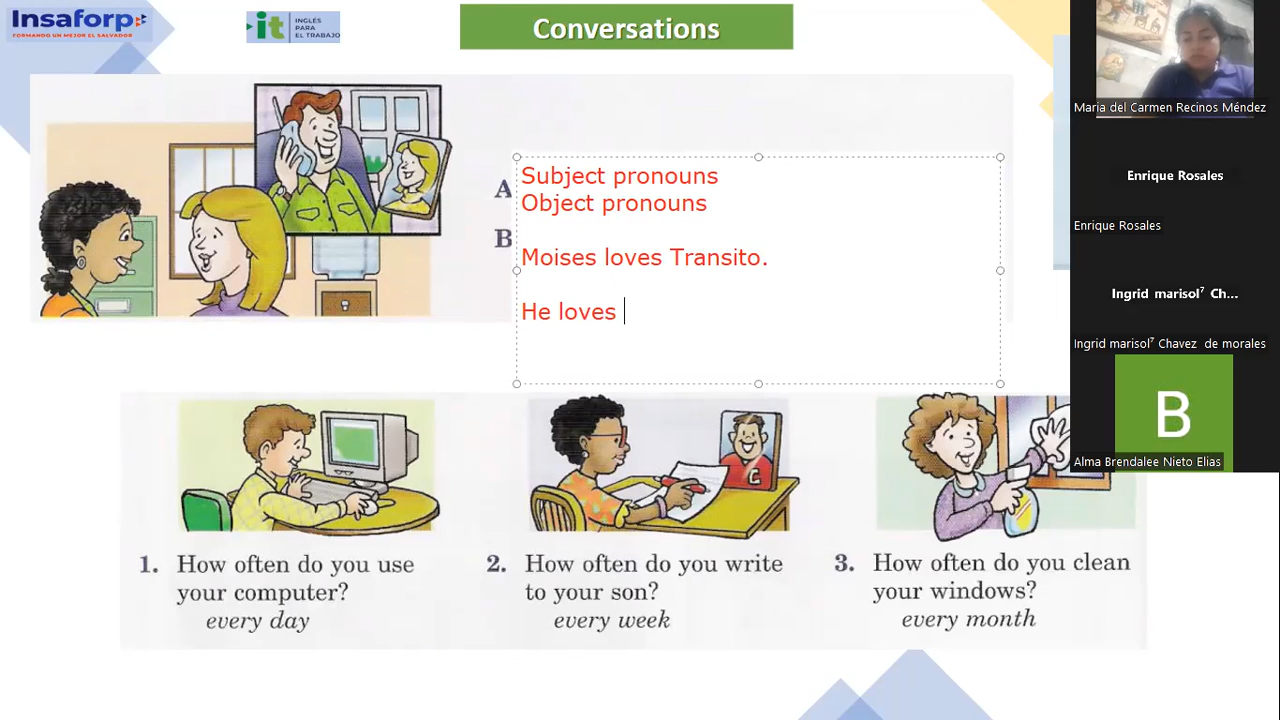 Insaforp
FORMANDO UN MEJOR EL SALVADOR
it
INGLÉS
PARA
EL TRABAJO
Conversations
A
B
Subject pronouns
Object pronouns
Moises loves Transito.
He loves
C
1. How often do you use
your computer?
every day
2. How often do you write
to your son?
every week
3. How often do you clean
your windows?
every month
Maria del Carmen Recinos Méndez
Enrique Rosales
Enrique Rosales
Ingrid marisol⁷ Ch...
Ingrid marisol⁷ Chavez de morales
B
Alma Brendalee Nieto Elias